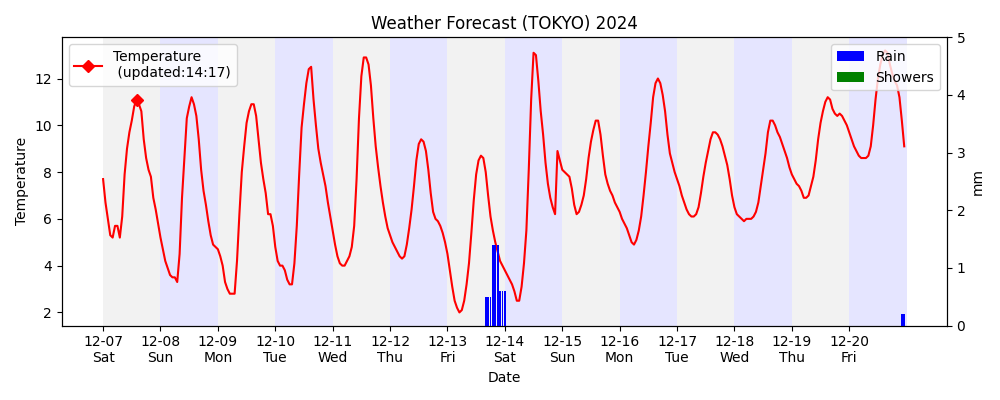 Weather Forecast (TOKYO) 2024
Temperature
(updated:14:17)
Rain
Showers
Temperature
12
10
8
6
4
2
5
4
3
2
1
0
mm
12-07 12-08 12-09 12-10 12-11 12-12 12-13 12-14 12-15 12-16 12-17 12-18 12-19 12-20
Sat Sun Mon Tue Wed Thu Fri Sat Sun Mon Tue Wed Thu Fri
Date